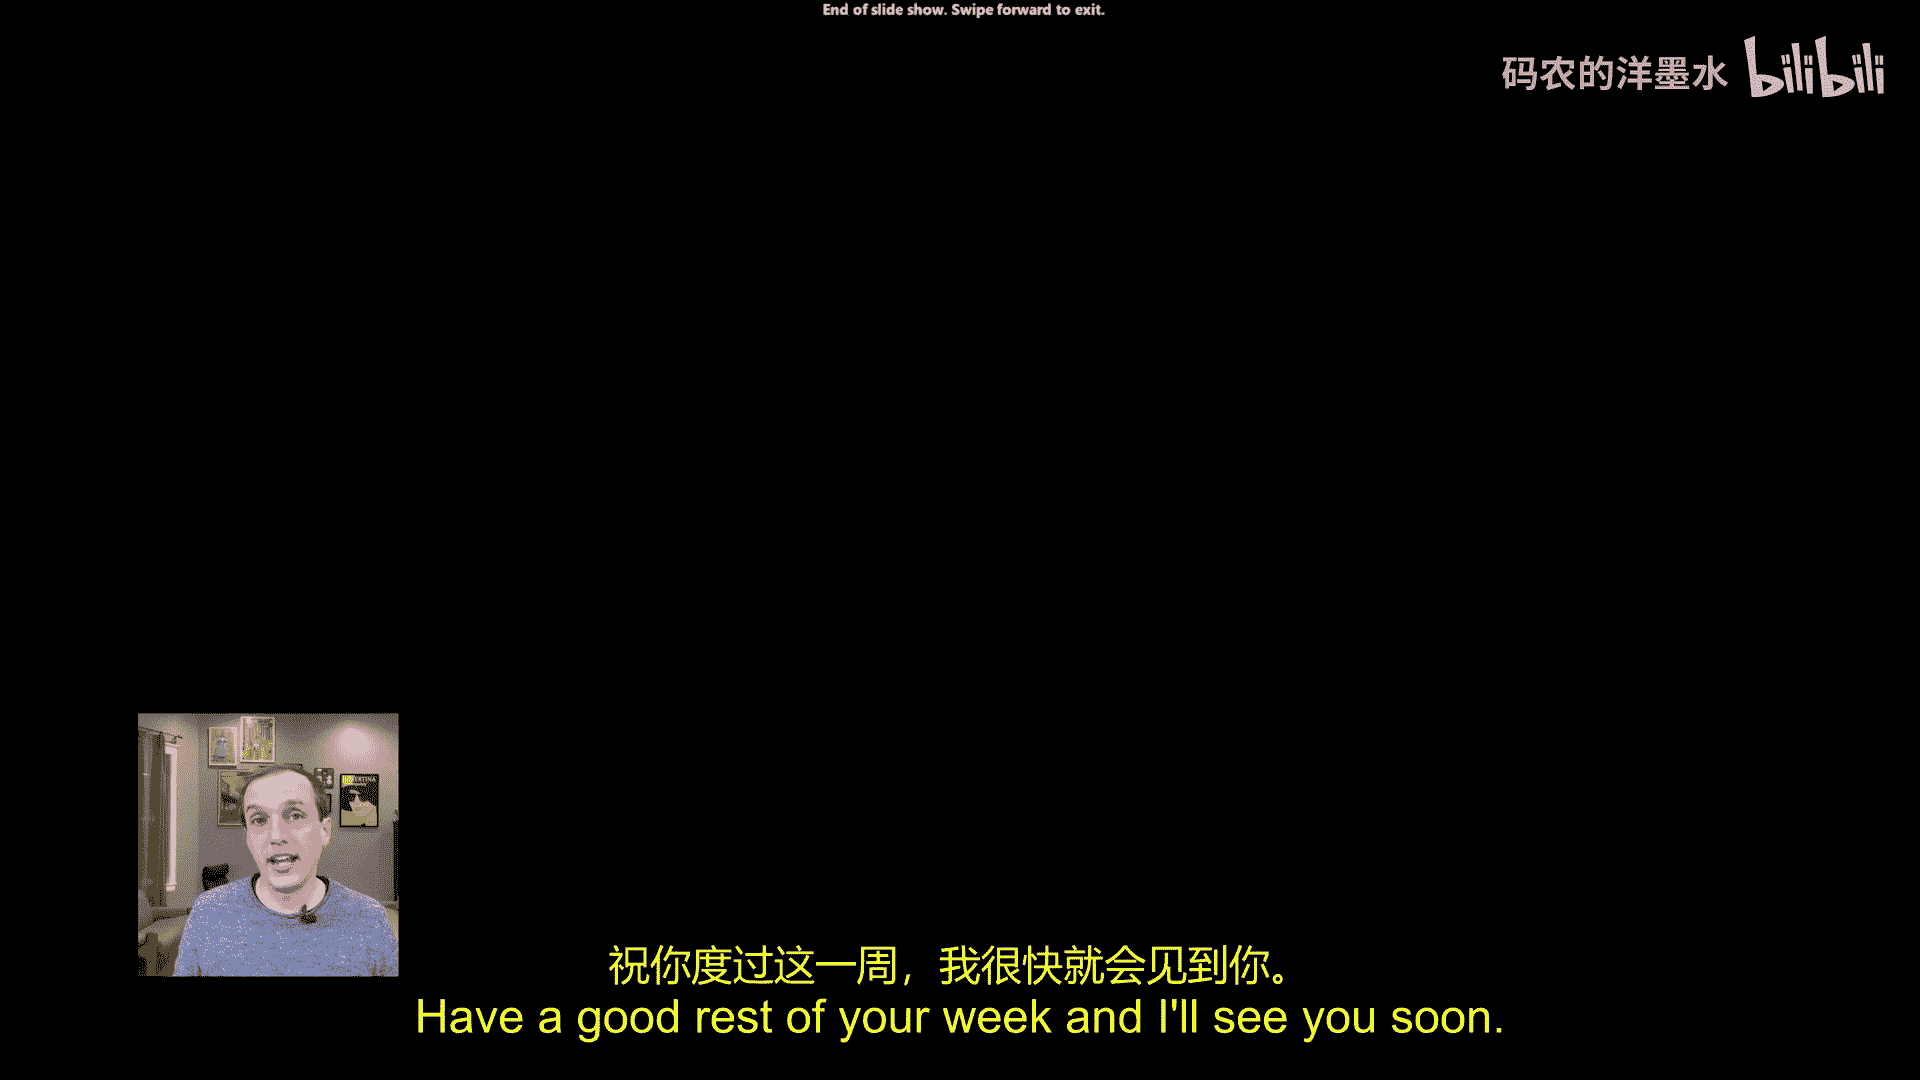 End of slide show. Swipe forward to exit.
码农的洋墨水 bilibili
祝你度过这一周，我很快就会见到你。
Have a good rest of your week and I'll see you soon.